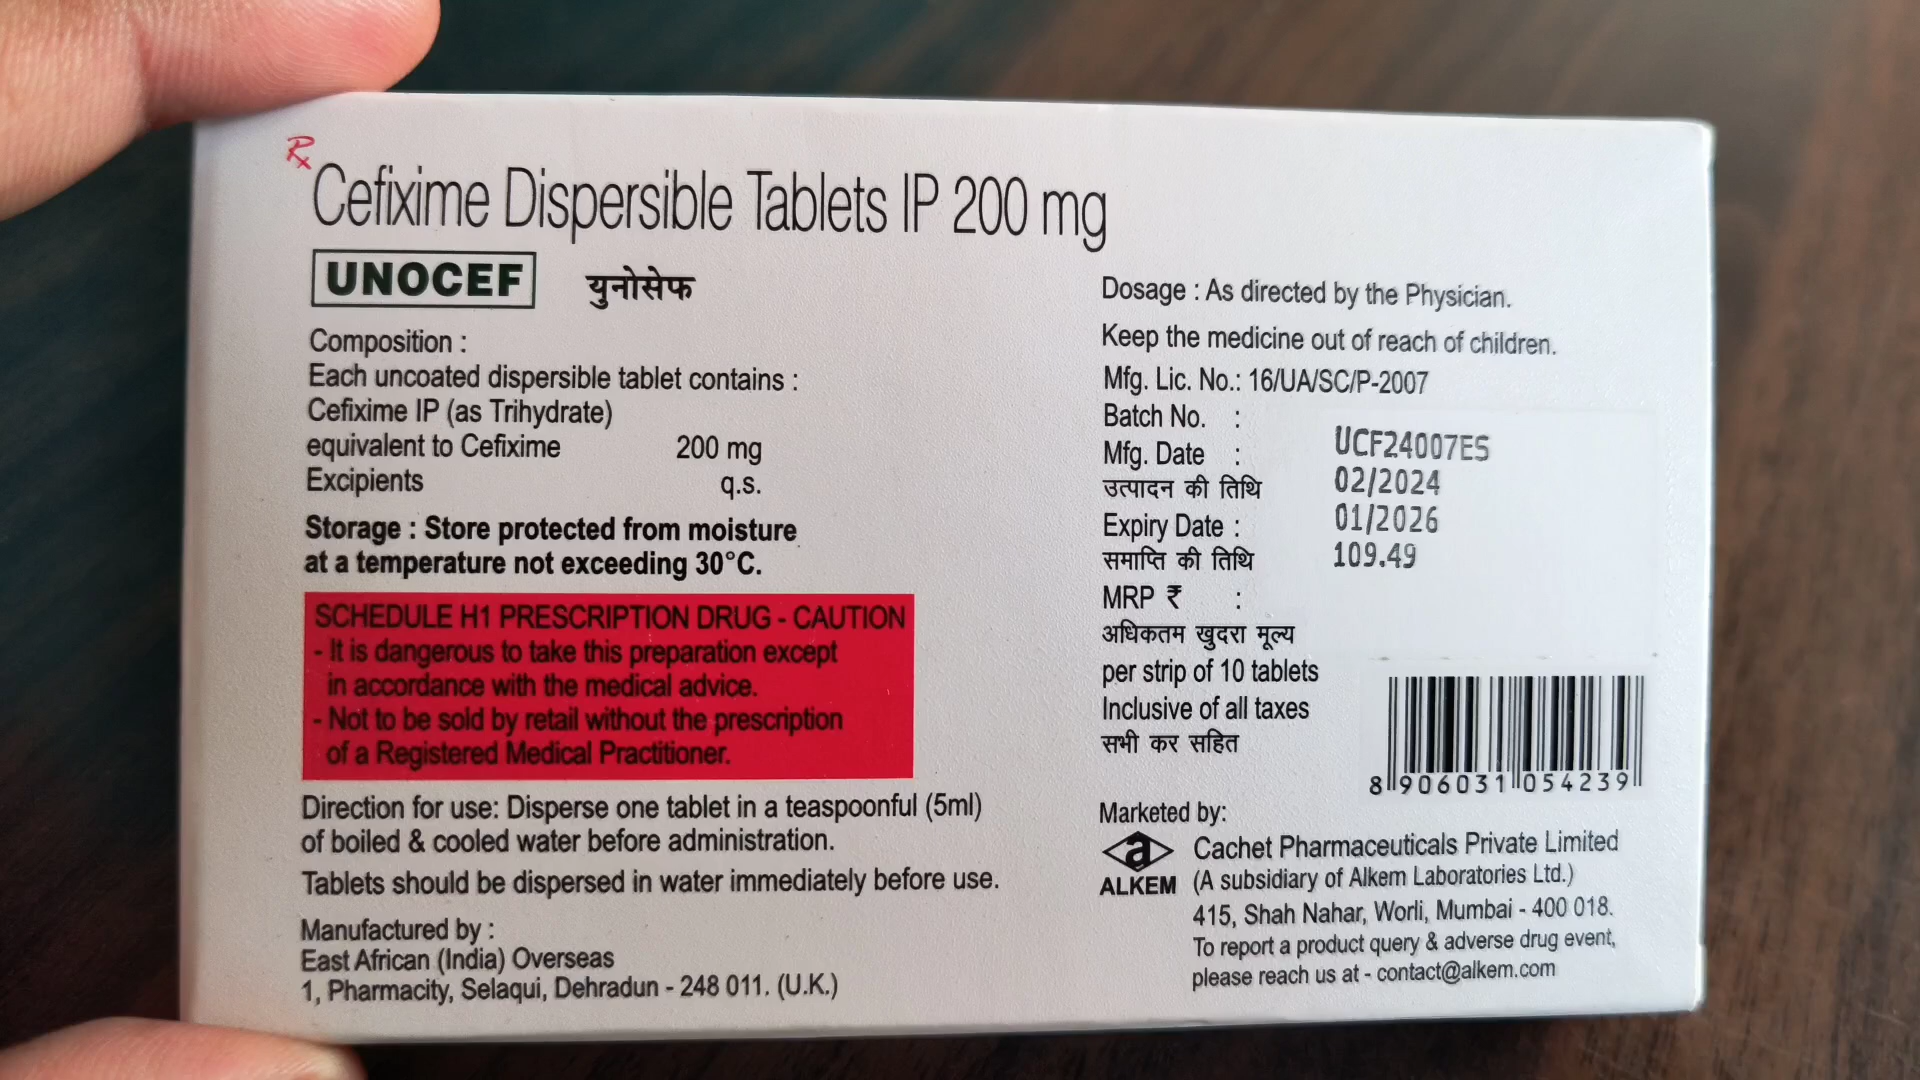 Rx
Cefixime Dispersible Tablets IP 200 mg
UNOCEF युनोसेफ
Composition :
Each uncoated dispersible tablet contains :
Cefixime IP (as Trihydrate)
equivalent to Cefixime 200 mg
Excipients q.s.
Storage : Store protected from moisture
at a temperature not exceeding 30°C.
SCHEDULE H1 PRESCRIPTION DRUG - CAUTION
- It is dangerous to take this preparation except
in accordance with the medical advice.
- Not to be sold by retail without the prescription
of a Registered Medical Practitioner.
Direction for use: Disperse one tablet in a teaspoonful (5ml)
of boiled & cooled water before administration.
Tablets should be dispersed in water immediately before use.
Manufactured by :
East African (India) Overseas
1, Pharmacity, Selaqui, Dehradun - 248 011. (U.K.)
Dosage : As directed by the Physician.
Keep the medicine out of reach of children.
Mfg. Lic. No.: 16/UA/SC/P-2007
Batch No. :
UCF24007ES
Mfg. Date :
02/2024
उत्पादन की तिथि
Expiry Date :
01/2026
समाप्ति की तिथि
109.49
MRP ₹ :
अधिकतम खुदरा मूल्य
per strip of 10 tablets
Inclusive of all taxes
सभी कर सहित
8 906031 054239
Marketed by:
a
ALKEM
Cachet Pharmaceuticals Private Limited
(A subsidiary of Alkem Laboratories Ltd.)
415, Shah Nahar, Worli, Mumbai - 400 018.
To report a product query & adverse drug event,
please reach us at - contact@alkem.com